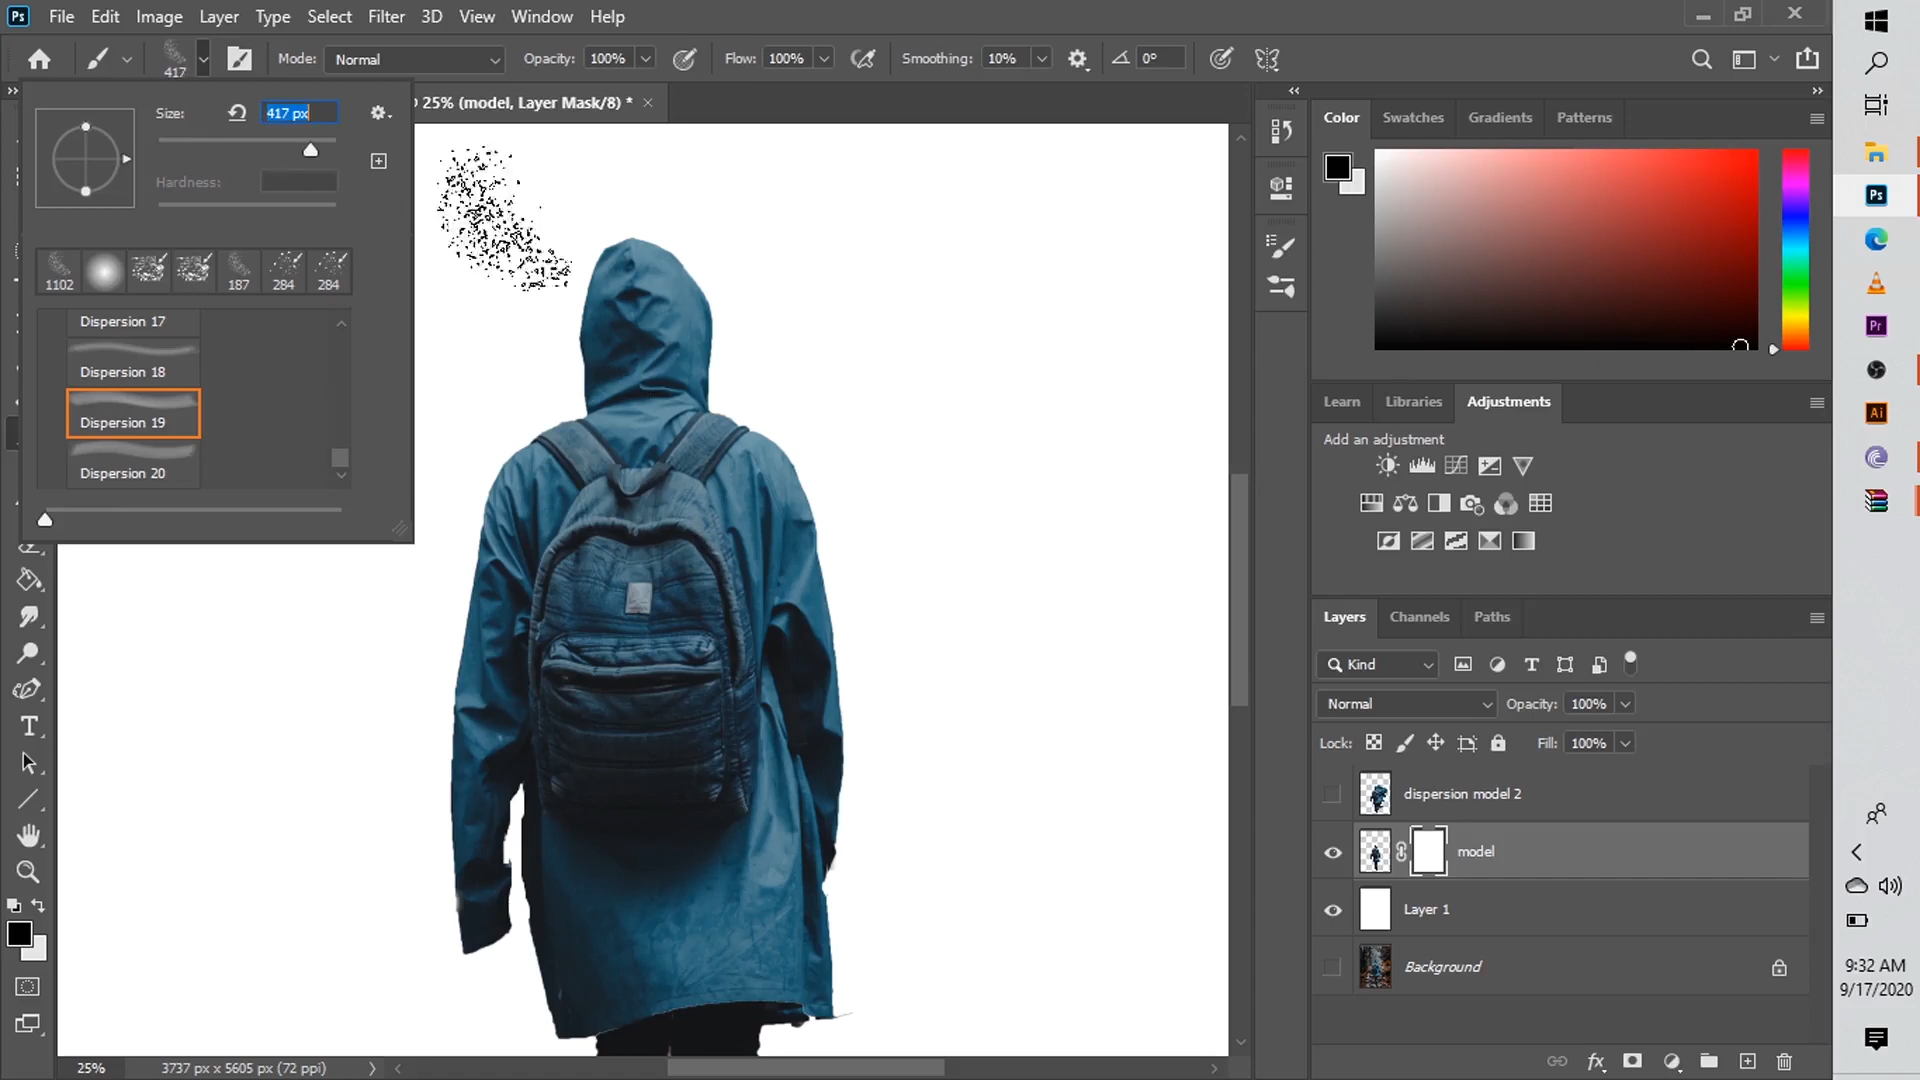 Ps File Edit Image Layer Type Select Filter 3D View Window Help
417 Mode: Normal Opacity: 100% Flow: 100% Smoothing: 10% 0°
25% (model, Layer Mask/8) *
Size: 417 px
Hardness:
1102 187 284 284
Dispersion 17
Dispersion 18
Dispersion 19
Dispersion 20
Color Swatches Gradients Patterns
Learn Libraries Adjustments
Add an adjustment
Layers Channels Paths
Kind
Normal Opacity: 100%
Lock: Fill: 100%
dispersion model 2
model
Layer 1
Background
25% 3737 px x 5605 px (72 ppi)
Ps
Pr
Ai
9:32 AM
9/17/2020